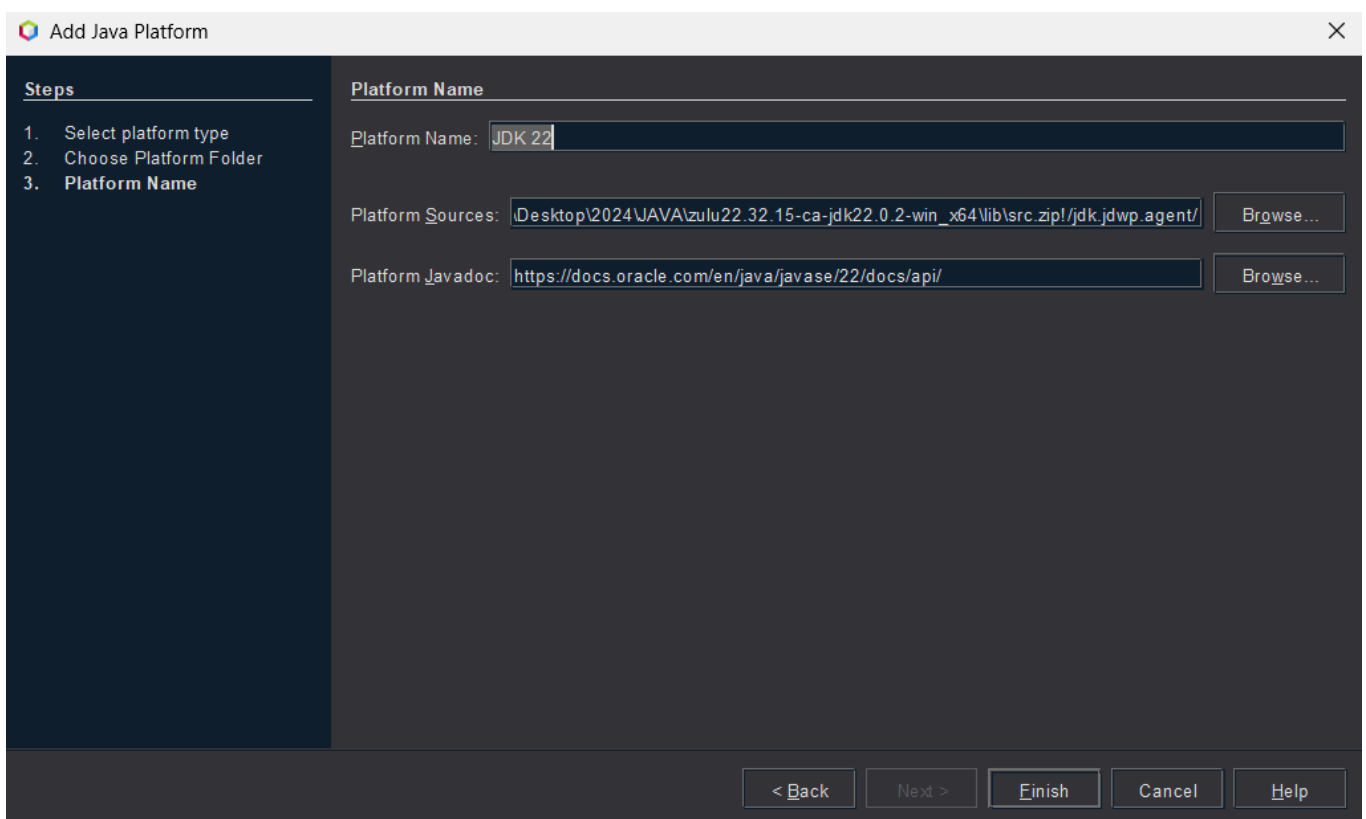 Add Java Platform
Steps
1. Select platform type
2. Choose Platform Folder
3. Platform Name
Platform Name
Platform Name: JDK 22
Platform Sources: \Desktop\2024\JAVA\zulu22.32.15-ca-jdk22.0.2-win_x64\lib\src.zip!/jdk.jdwp.agent/ Browse...
Platform Javadoc: https://docs.oracle.com/en/java/javase/22/docs/api/ Browse...
< Back Next > Finish Cancel Help